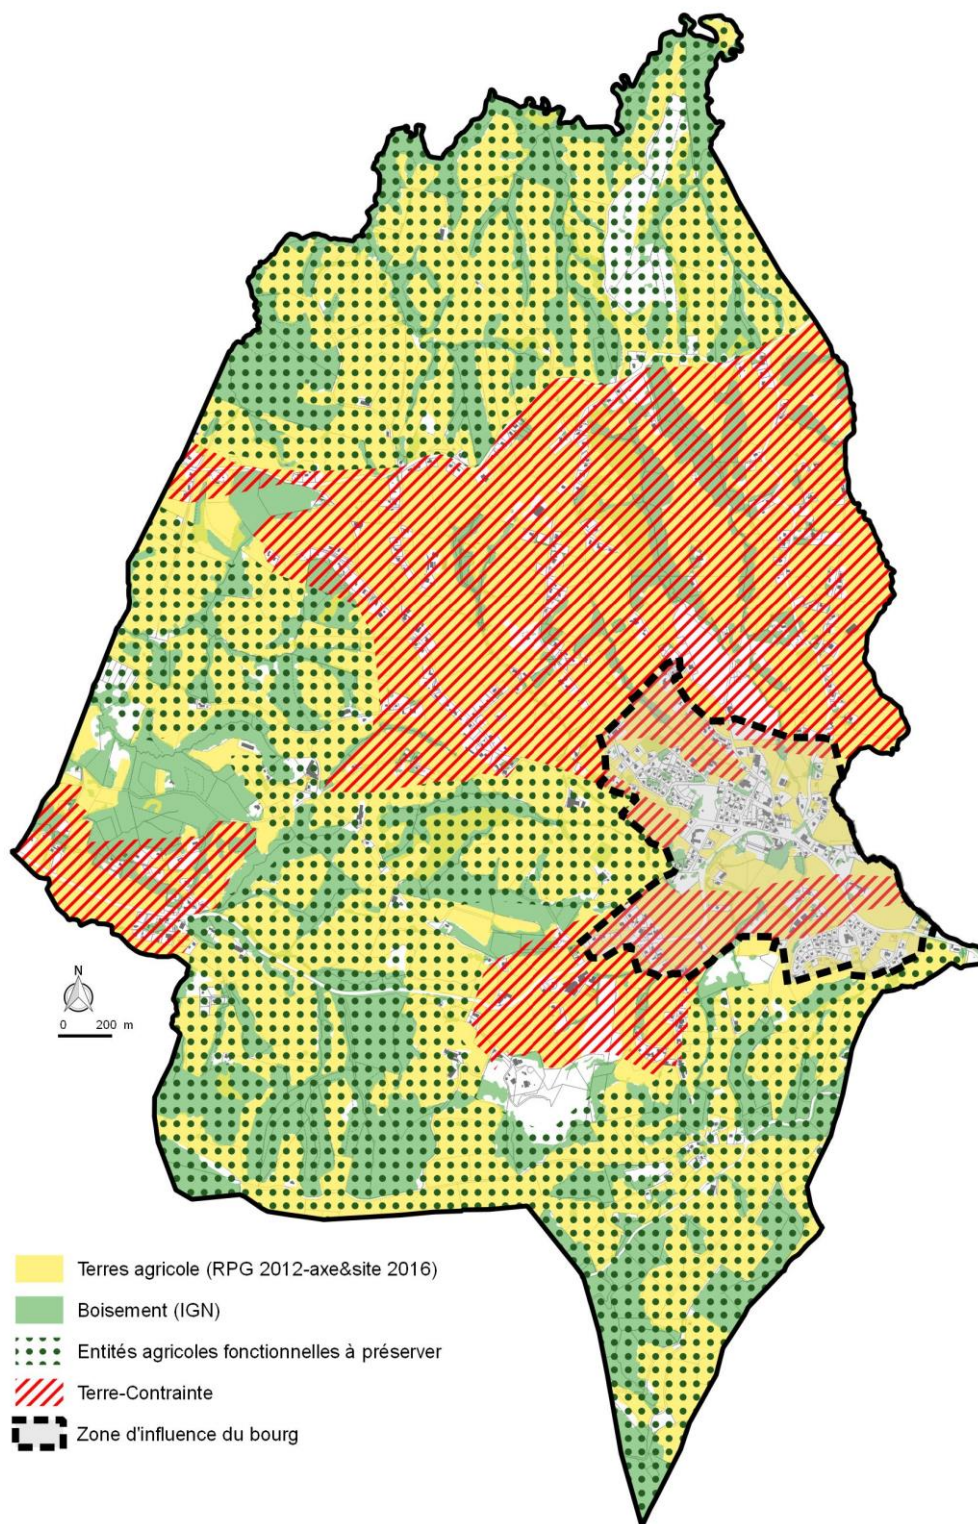 N
0 200 m
Terres agricole (RPG 2012-axe&site 2016)
Boisement (IGN)
Entités agricoles fonctionnelles à préserver
Terre-Contrainte
Zone d'influence du bourg